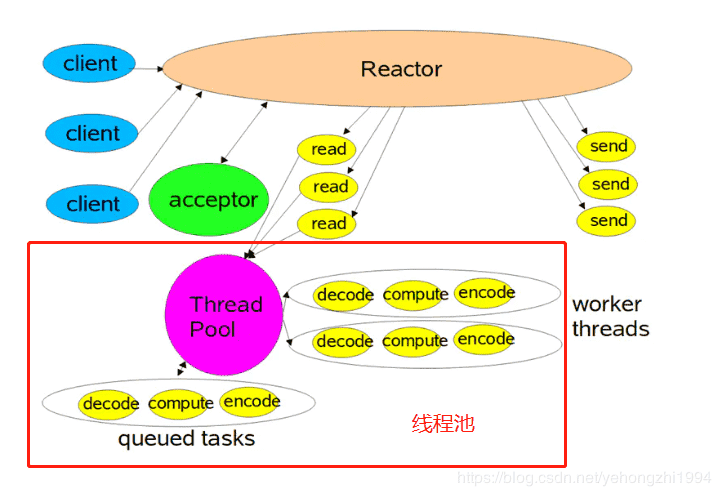 client
Reactor
client
read
send
read
send
client
acceptor
read
send
Thread
Pool
decode compute encode
decode compute encode
worker
threads
decode compute encode
queued tasks
线程池
https://blog.csdn.net/yehongzhi1994